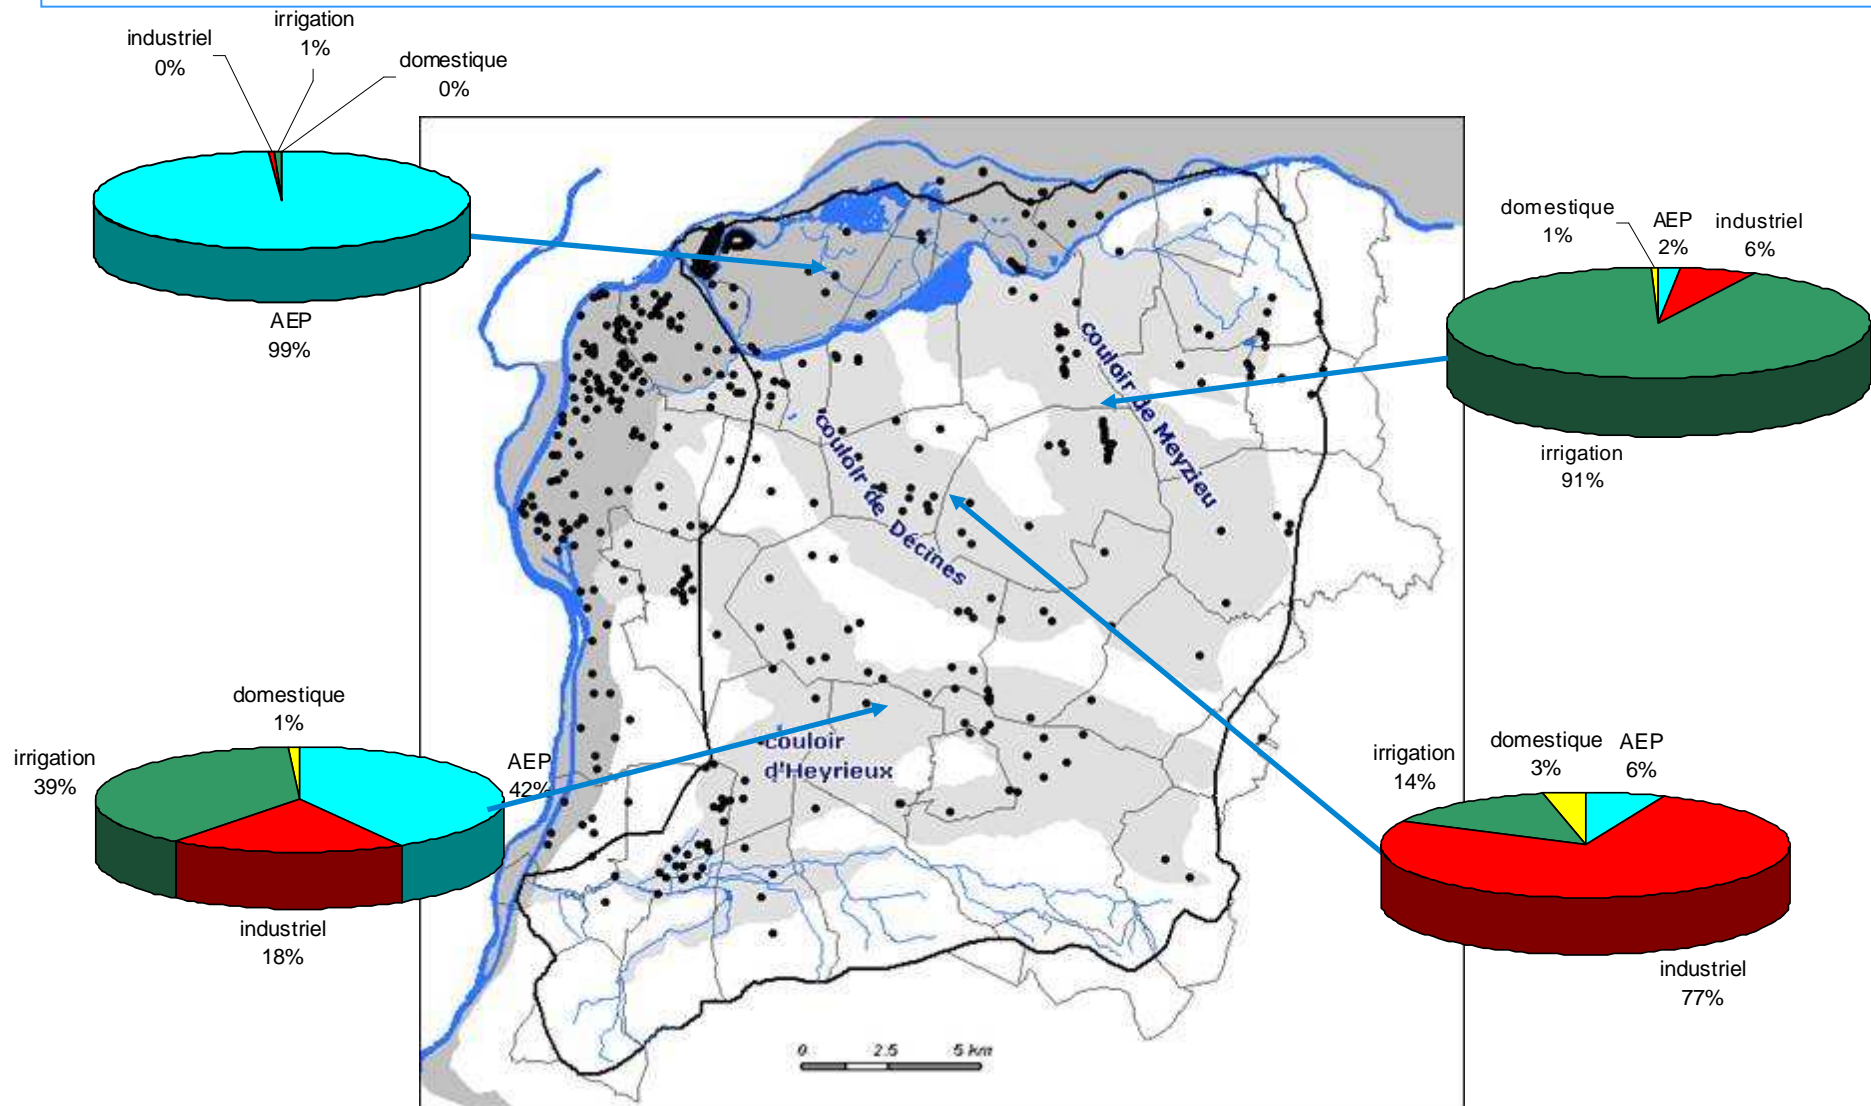 industriel
0%
irrigation
1%
domestique
0%
AEP
99%
domestique
1%
AEP
2%
industriel
6%
irrigation
91%
couloir de Meyzieu
couloir de Décines
couloir
d'Heyrieux
domestique
1%
irrigation
39%
AEP
42%
industriel
18%
irrigation
14%
domestique
3%
AEP
6%
industriel
77%
0 2.5 5 km